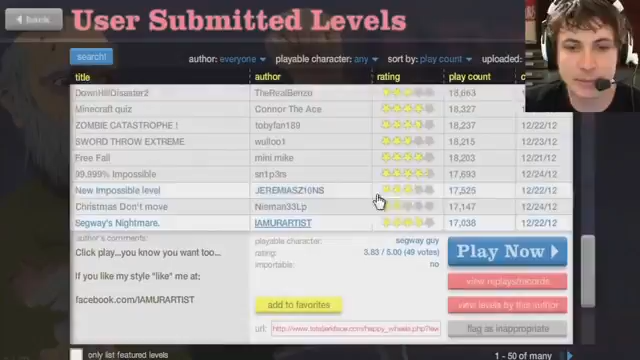 Back
User Submitted Levels
search! author: everyone playable character: any sort by: play count uploaded:
title author rating play count
DownHillDisaster2 TheRealBenzo 18,663
Minecraft quiz Connor The Ace 18,327
ZOMBIE CATASTROPHE ! tobyfan189 18,237 12/22/12
SWORD THROW EXTREME wulloo1 18,215 12/23/12
Free Fall mini mike 18,203 12/21/12
99.999% Impossible sn1p3rs 17,693 12/24/12
New Impossible level JEREMIASZ10NS 17,525 12/22/12
Christmas Don't move Nieman33Lp 17,147 12/24/12
Segway's Nightmare. IAMURARTIST 17,038 12/22/12
author's comments:
Click play...you know you want too...
If you like my style "like" me at:
facebook.com/IAMURARTIST
playable character: segway guy
rating: 3.83 / 5.00 (49 votes)
importable: no
add to favorites
url:
Play Now
view replays/records
view levels by this author
flag as inappropriate
only list featured levels
1 - 50 of many